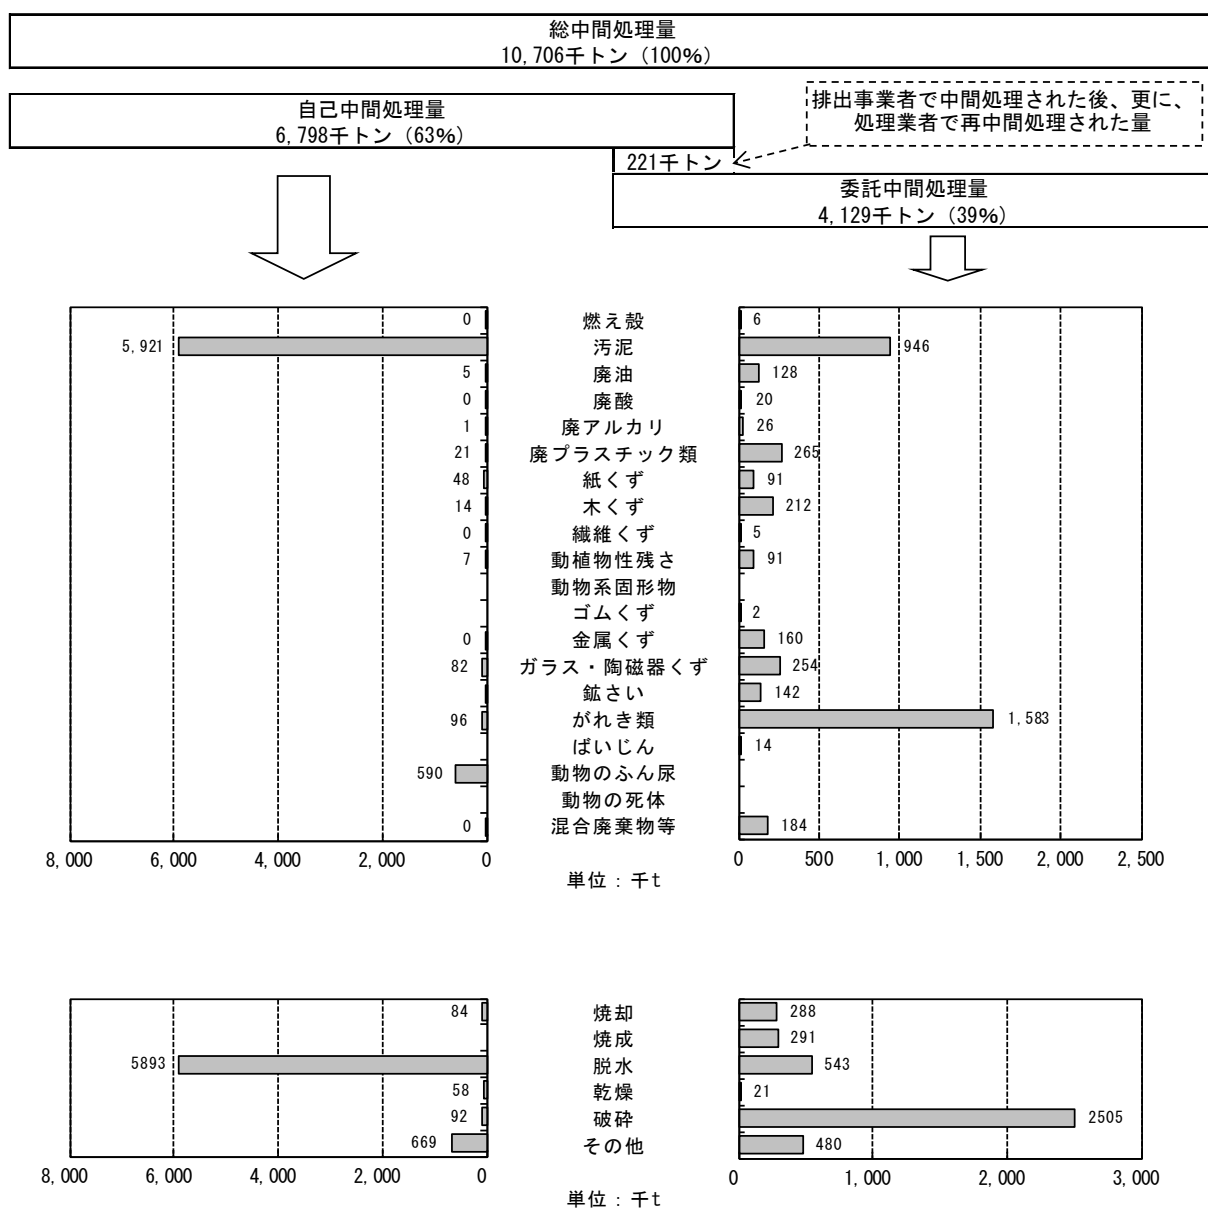 総中間処理量
10,706千トン（100%）
自己中間処理量
6,798千トン（63%）
排出事業者で中間処理された後、更に、
処理業者で再中間処理された量
221千トン
委託中間処理量
4,129千トン（39%）
0 燃え殻 6
5,921 汚泥 946
5 廃油 128
0 廃酸 20
1 廃アルカリ 26
21 廃プラスチック類 265
48 紙くず 91
14 木くず 212
0 繊維くず 5
7 動植物性残さ 91
動物系固形物
ゴムくず 2
0 金属くず 160
82 ガラス・陶磁器くず 254
鉱さい 142
96 がれき類 1,583
ばいじん 14
590 動物のふん尿
動物の死体
0 混合廃棄物等 184
8,000 6,000 4,000 2,000 0 0 500 1,000 1,500 2,000 2,500
単位：千t
84 焼却 288
焼成 291
5893 脱水 543
58 乾燥 21
92 破砕 2505
669 その他 480
8,000 6,000 4,000 2,000 0 0 1,000 2,000 3,000
単位：千t